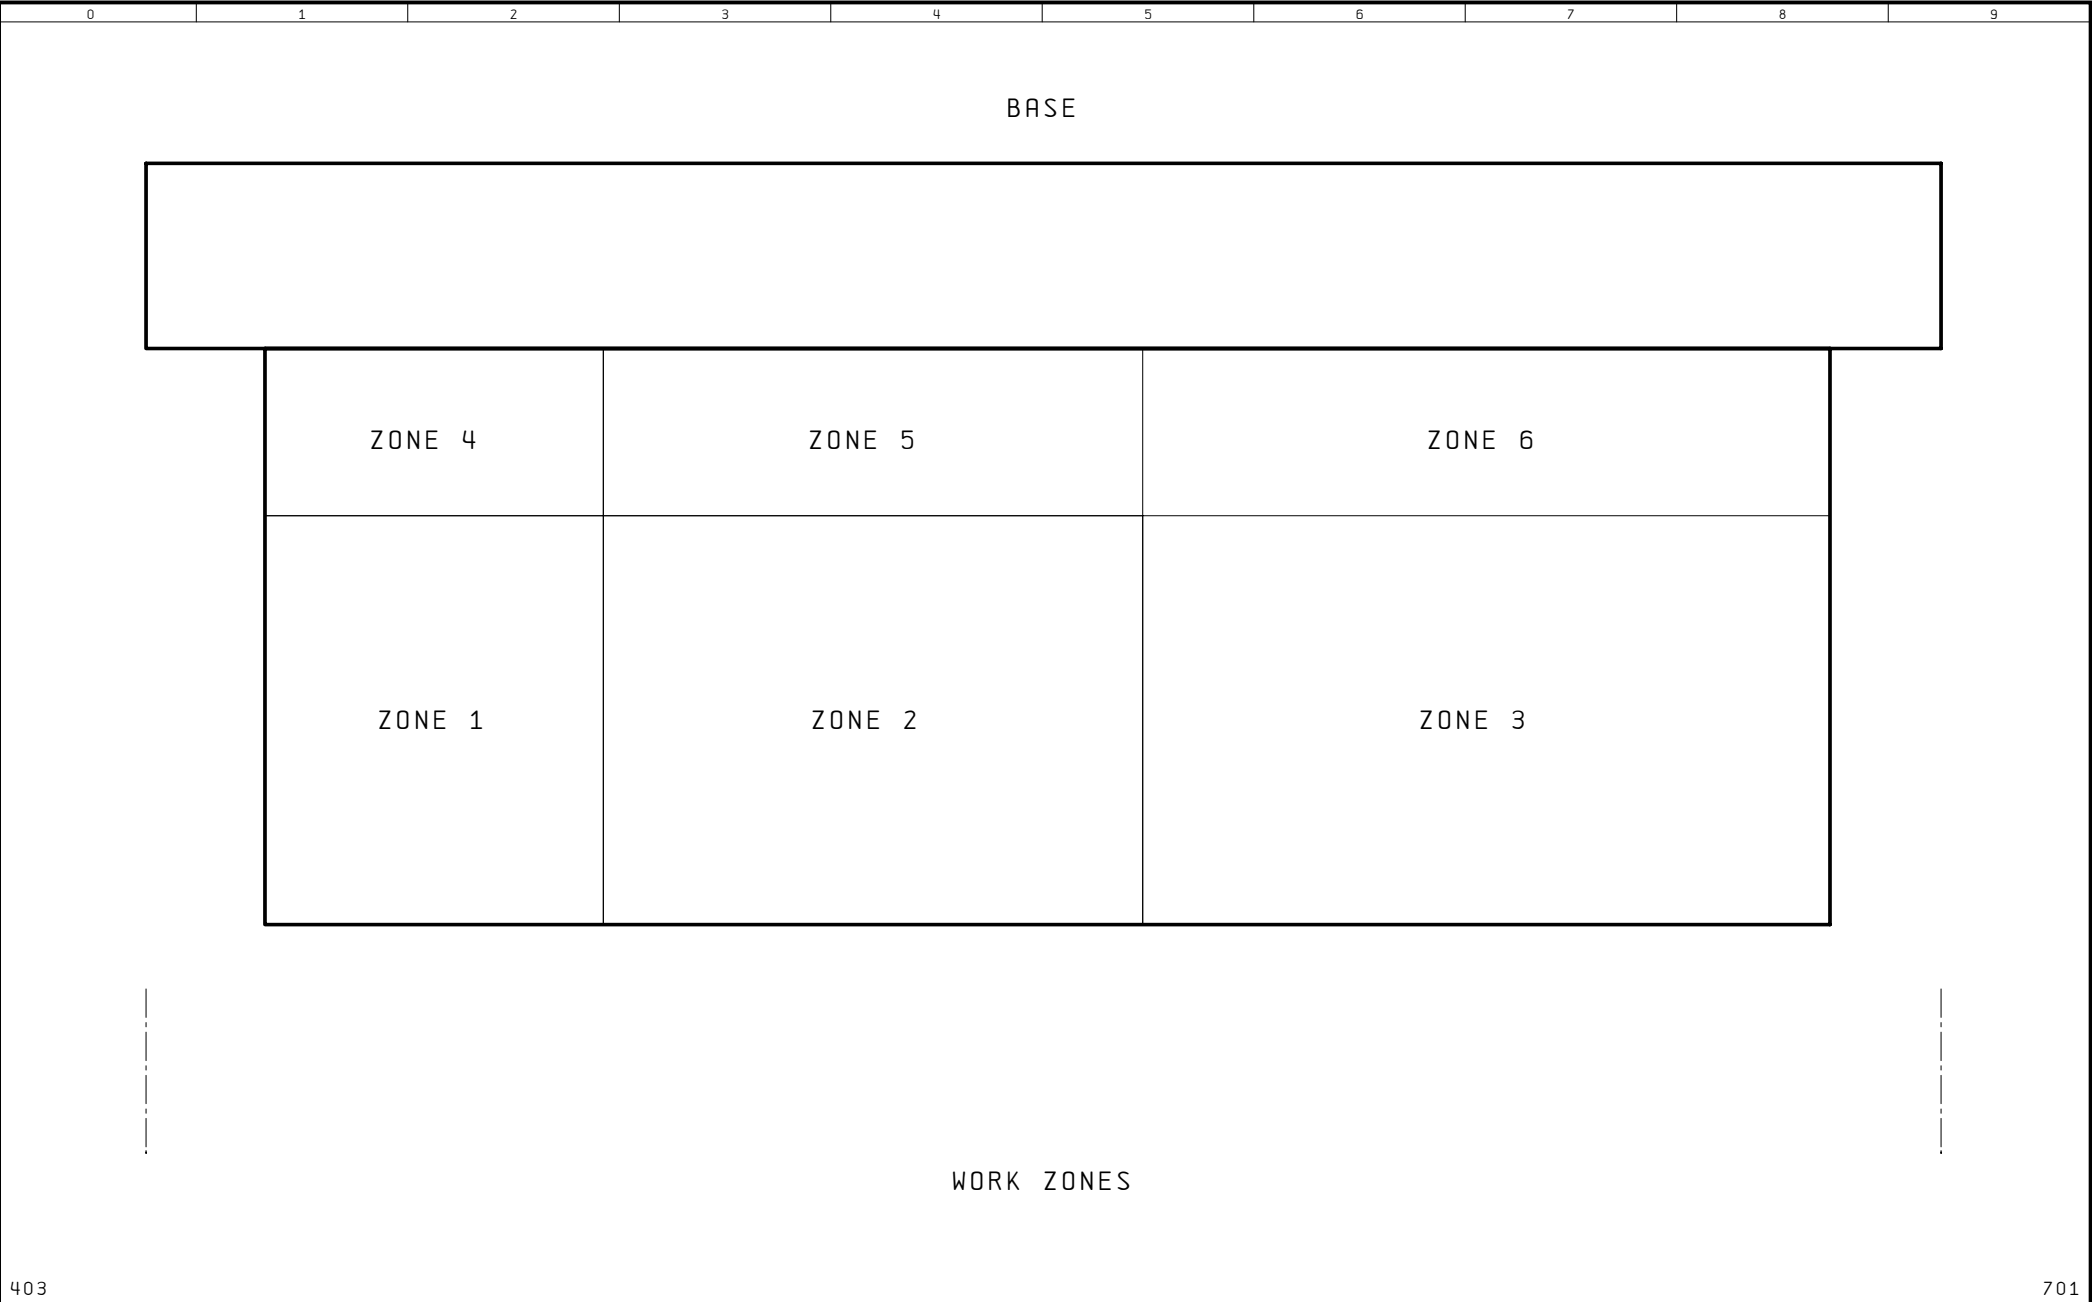 0 1 2 3 4 5 6 7 8 9
BASE
ZONE 4 ZONE 5 ZONE 6
ZONE 1 ZONE 2 ZONE 3
WORK ZONES
403 701